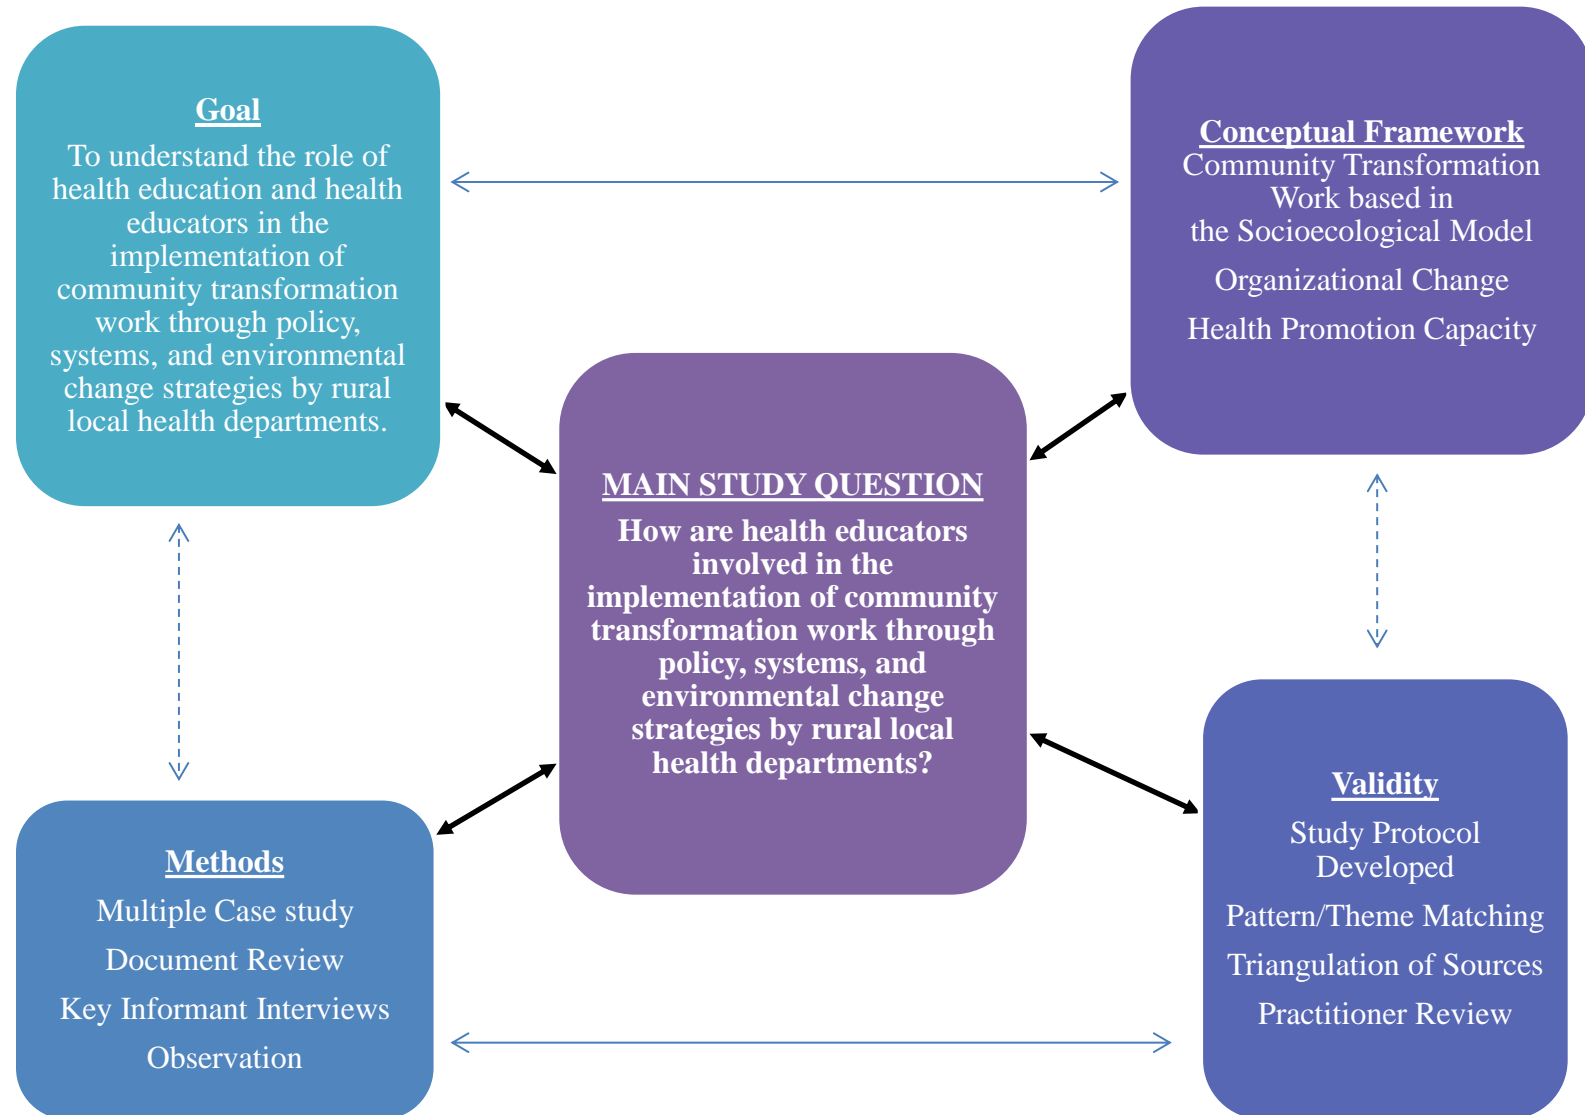 Goal
To understand the role of
health education and health
educators in the
implementation of
community transformation
work through policy,
systems, and environmental
change strategies by rural
local health departments.
Conceptual Framework
Community Transformation
Work based in
the Socioecological Model
Organizational Change
Health Promotion Capacity
MAIN STUDY QUESTION
How are health educators
involved in the
implementation of community
transformation work through
policy, systems, and
environmental change
strategies by rural local
health departments?
Methods
Multiple Case study
Document Review
Key Informant Interviews
Observation
Validity
Study Protocol
Developed
Pattern/Theme Matching
Triangulation of Sources
Practitioner Review